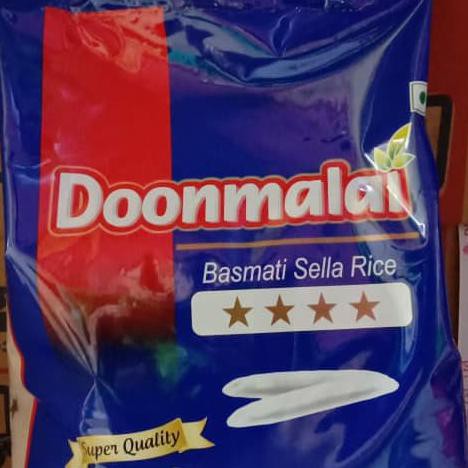 Doonmalai
Basmati Sella Rice
Super Quality